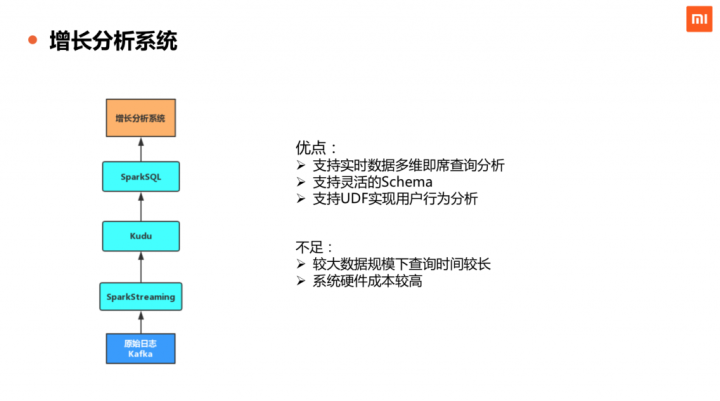 mi
增长分析系统
增长分析系统
SparkSQL
Kudu
SparkStreaming
原始日志
Kafka
优点：
支持实时数据多维即席查询分析
支持灵活的Schema
支持UDF实现用户行为分析
不足：
较大数据规模下查询时间较长
系统硬件成本较高